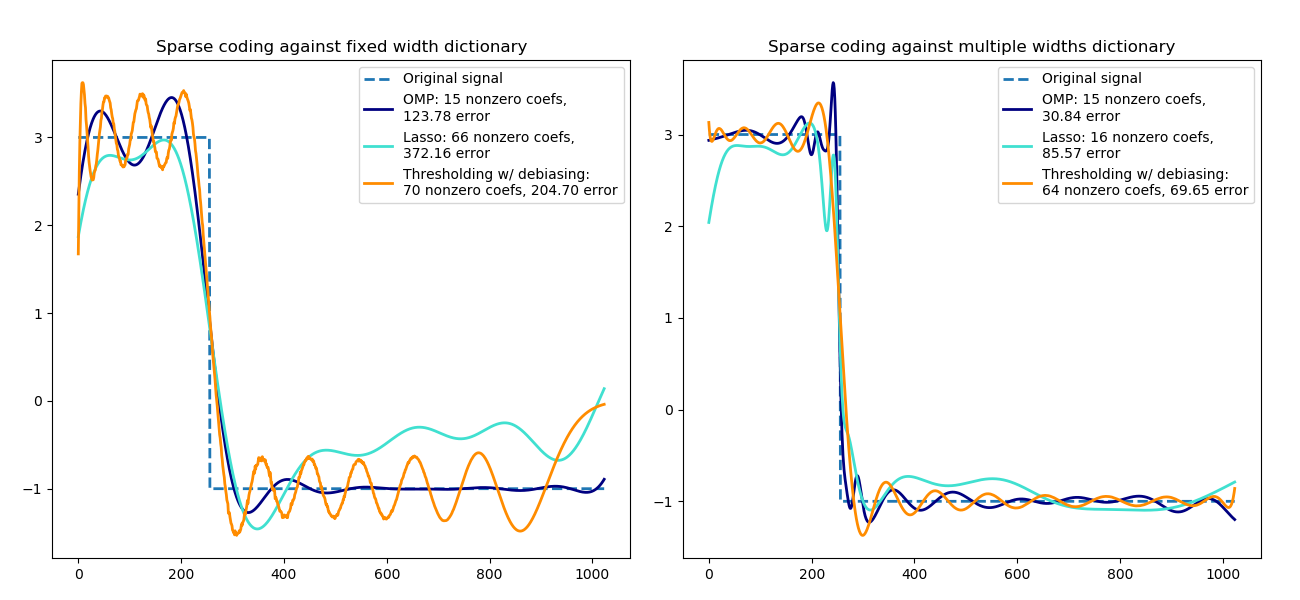 Sparse coding against fixed width dictionary
Original signal
OMP: 15 nonzero coefs,
123.78 error
Lasso: 66 nonzero coefs,
372.16 error
Thresholding w/ debiasing:
70 nonzero coefs, 204.70 error
3
2
1
0
−1
0
200
400
600
800
1000
Sparse coding against multiple widths dictionary
Original signal
OMP: 15 nonzero coefs,
30.84 error
Lasso: 16 nonzero coefs,
85.57 error
Thresholding w/ debiasing:
64 nonzero coefs, 69.65 error
3
2
1
0
−1
0
200
400
600
800
1000